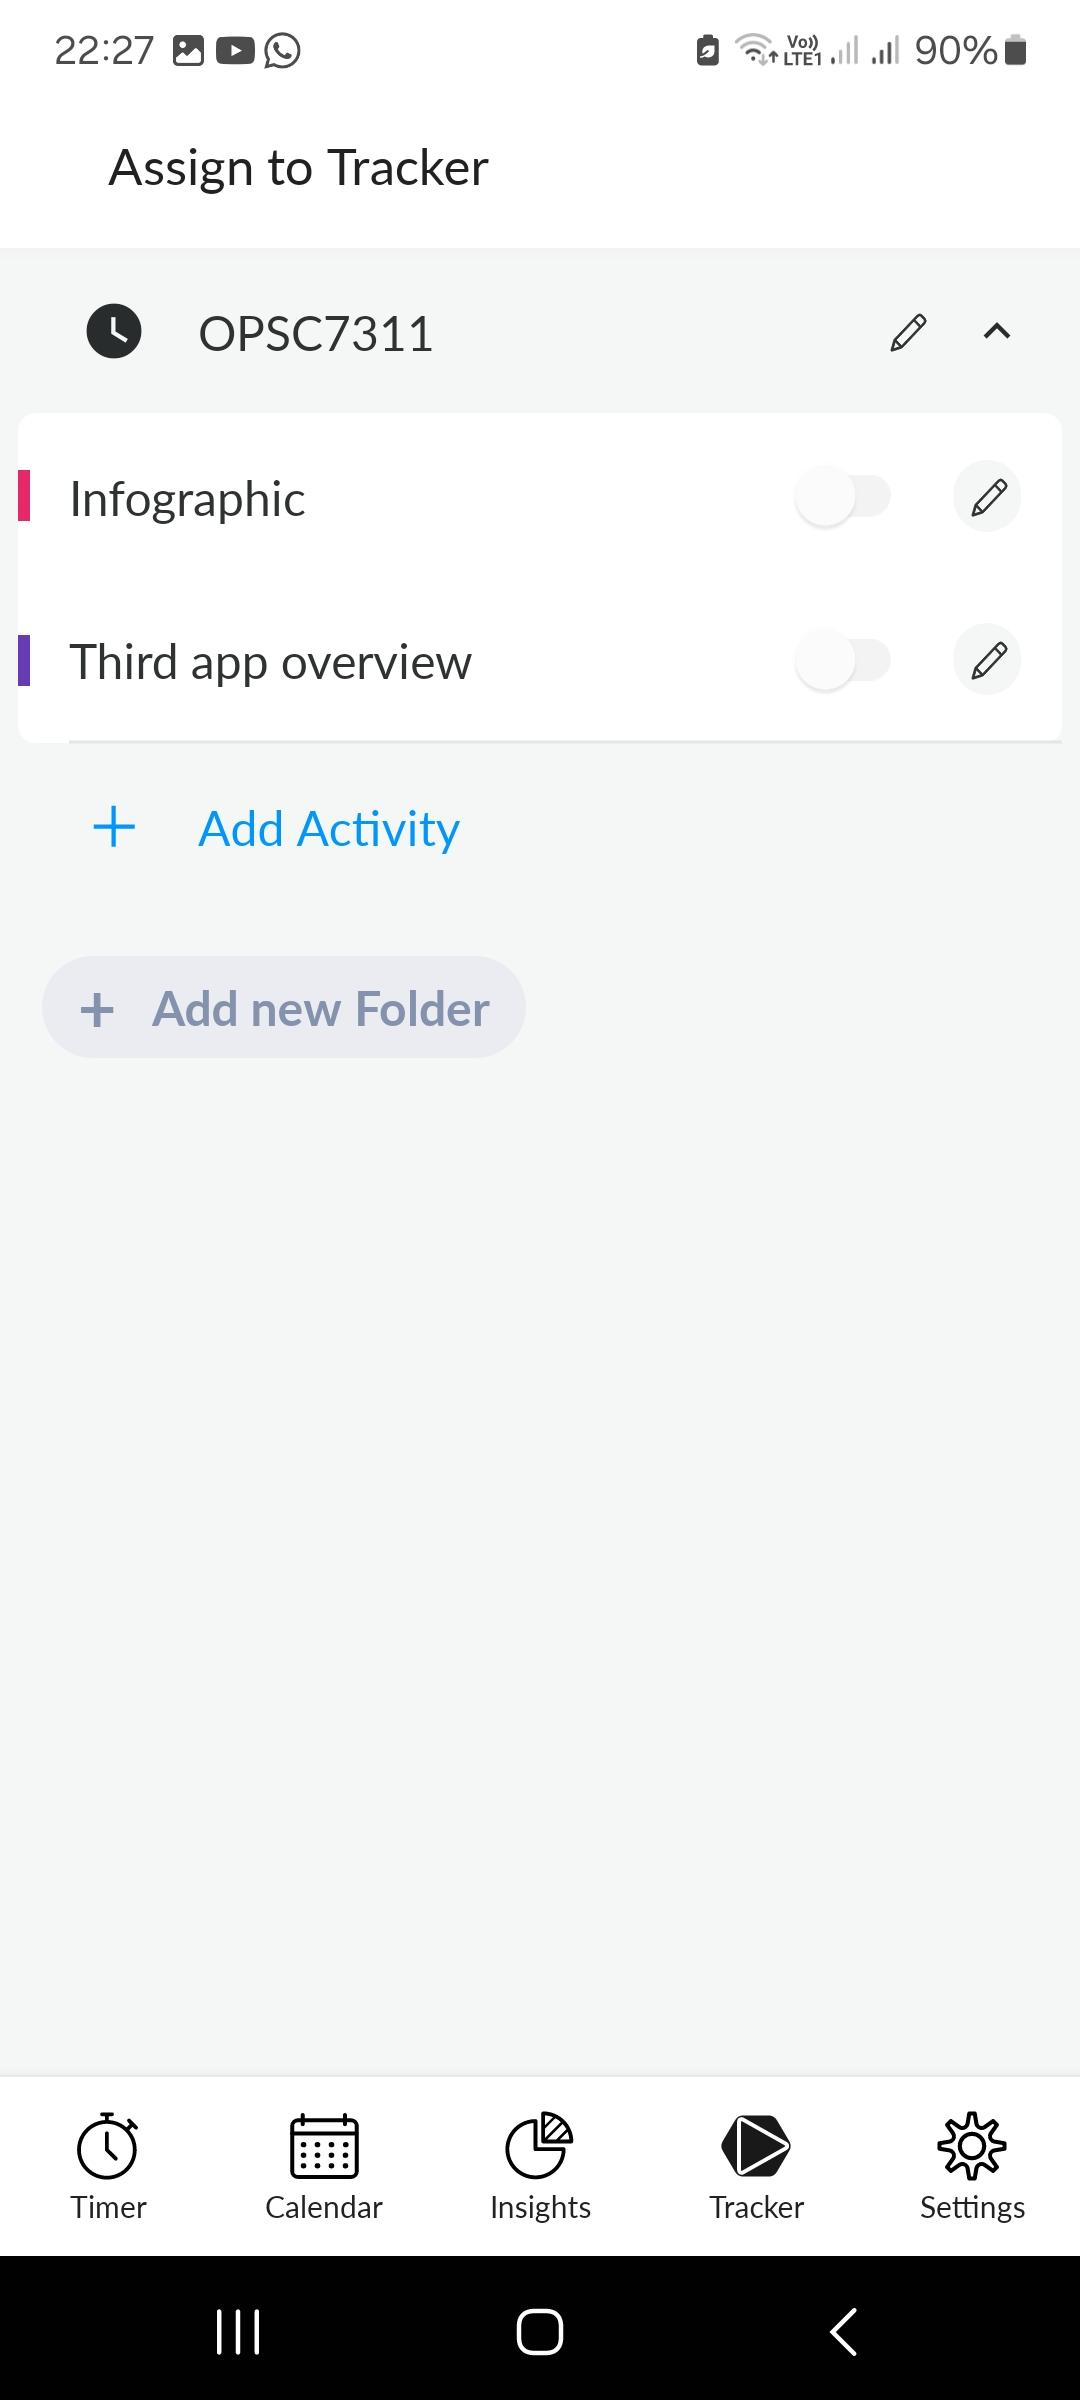 22:27 Vo)) LTE1 90%
Assign to Tracker
OPSC7311
Infographic
Third app overview
+ Add Activity
+ Add new Folder
Timer Calendar Insights Tracker Settings